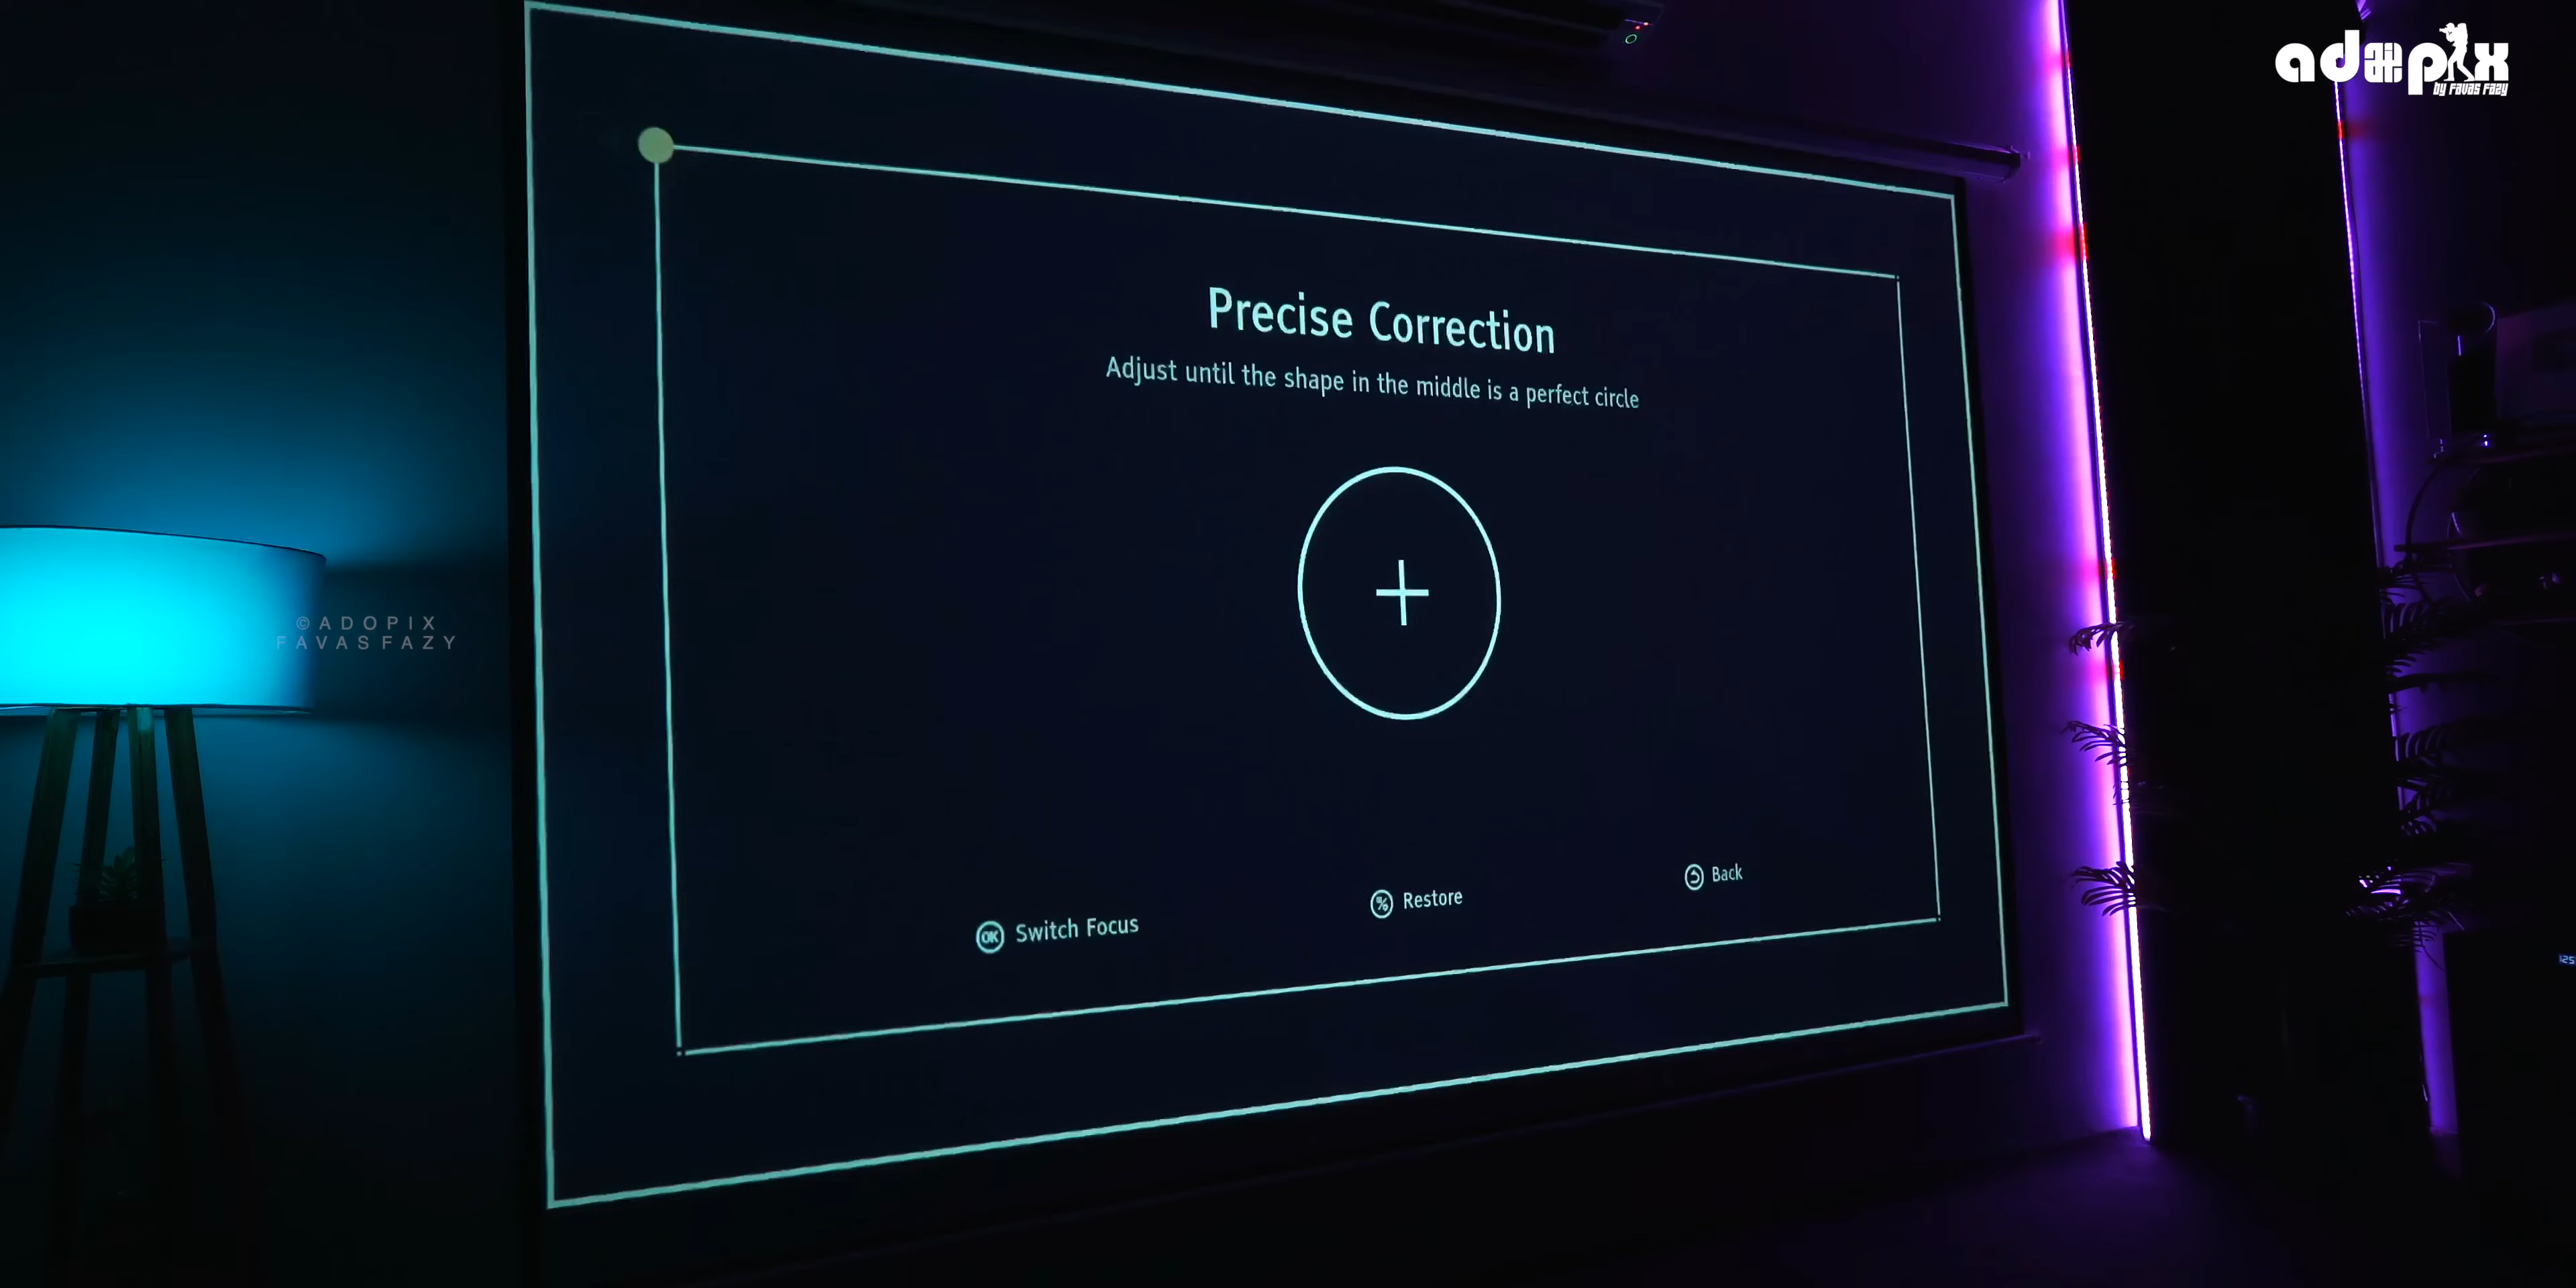 adopix
by FAVAS FAZY
Precise Correction
Adjust until the shape in the middle is a perfect circle
©ADOPIX
FAVASFAZY
OK Switch Focus
% Restore
Back
125